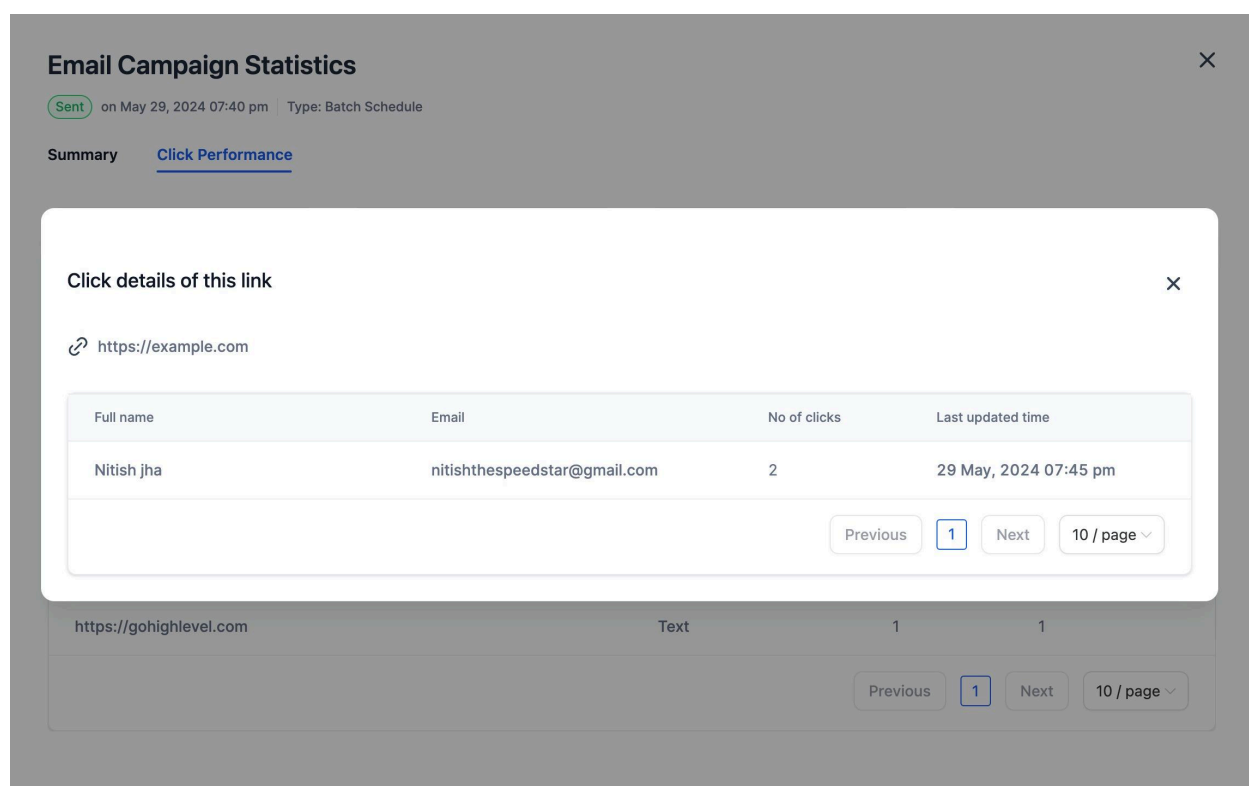 Email Campaign Statistics
Sent on May 29, 2024 07:40 pm Type: Batch Schedule
Summary Click Performance
Click details of this link
https://example.com
Full name Email No of clicks Last updated time
Nitish jha nitishthespeedstar@gmail.com 2 29 May, 2024 07:45 pm
Previous 1 Next 10 / page
https://gohighlevel.com Text 1 1
Previous 1 Next 10 / page